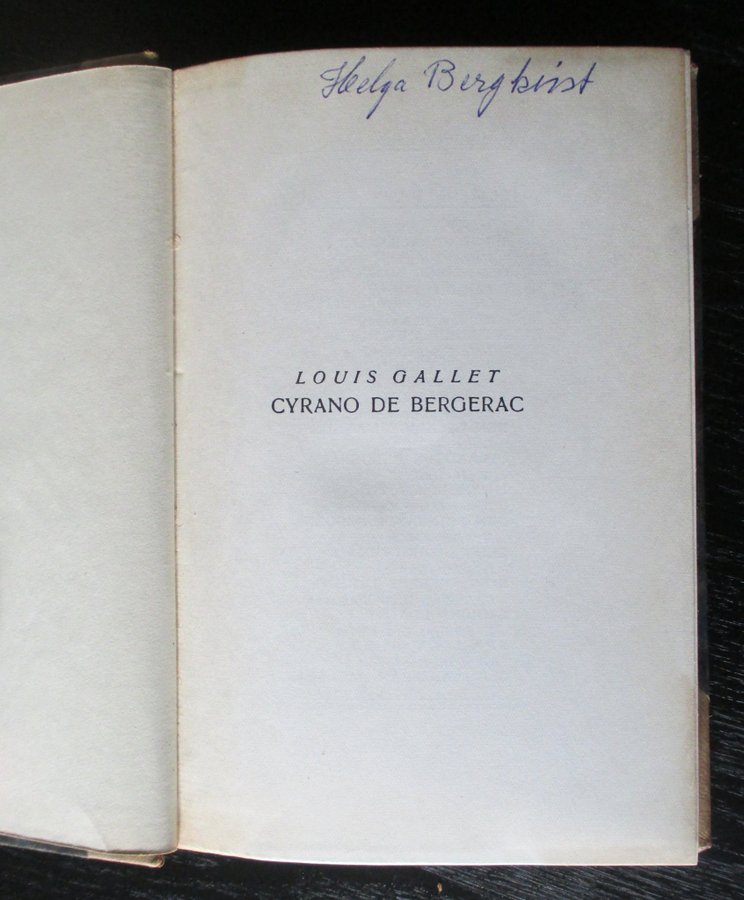 Helga Bergkvist
LOUIS GALLET
CYRANO DE BERGERAC